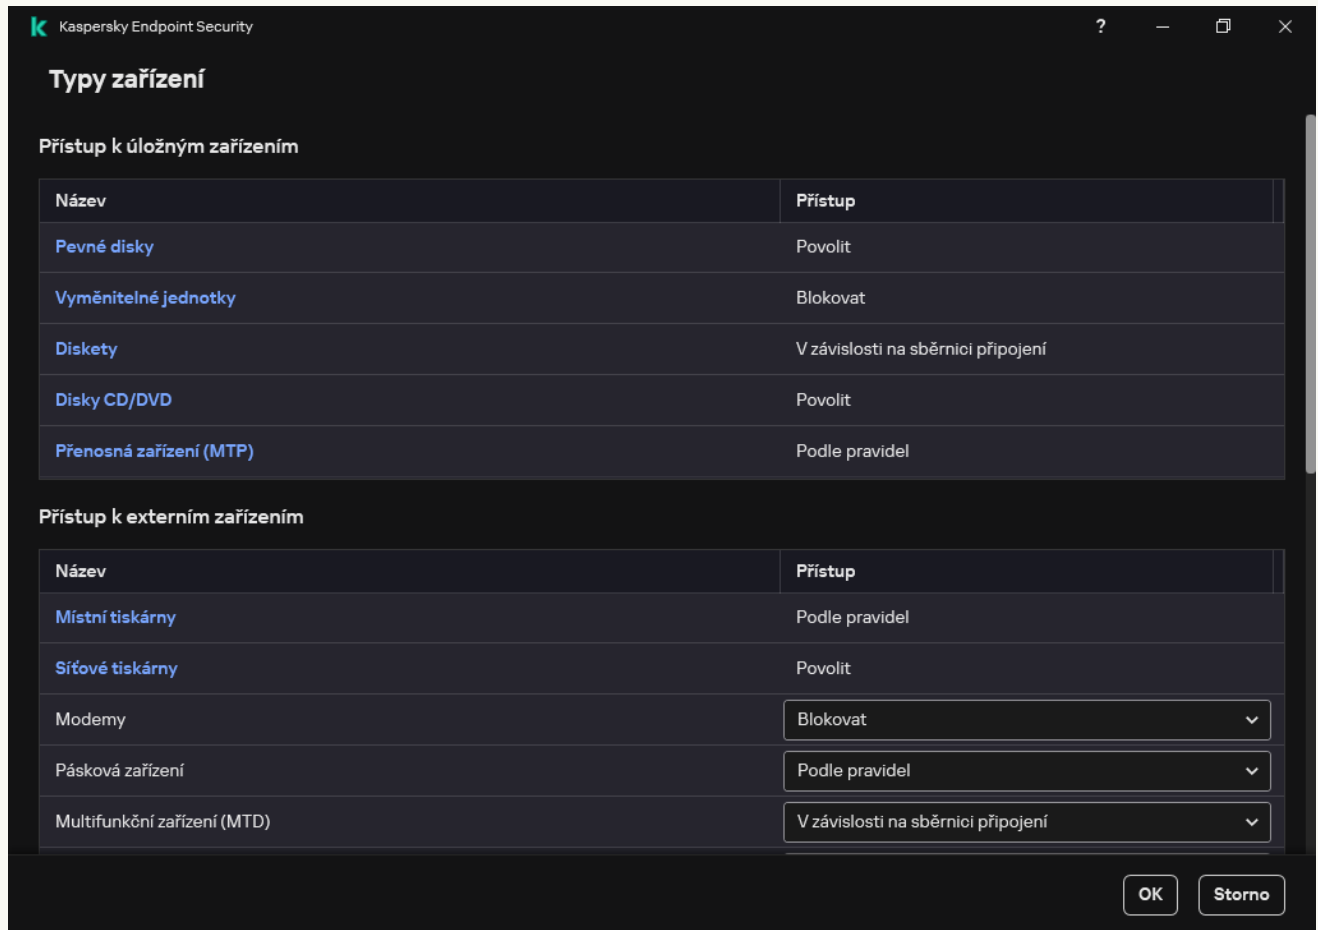 Kaspersky Endpoint Security
Typy zařízení
Přístup k úložným zařízením
Název Přístup
Pevné disky Povolit
Vyměnitelné jednotky Blokovat
Diskety V závislosti na sběrnici připojení
Disky CD/DVD Povolit
Přenosná zařízení (MTP) Podle pravidel
Přístup k externím zařízením
Název Přístup
Místní tiskárny Podle pravidel
Síťové tiskárny Povolit
Modemy Blokovat
Pásková zařízení Podle pravidel
Multifunkční zařízení (MTD) V závislosti na sběrnici připojení
OK Storno